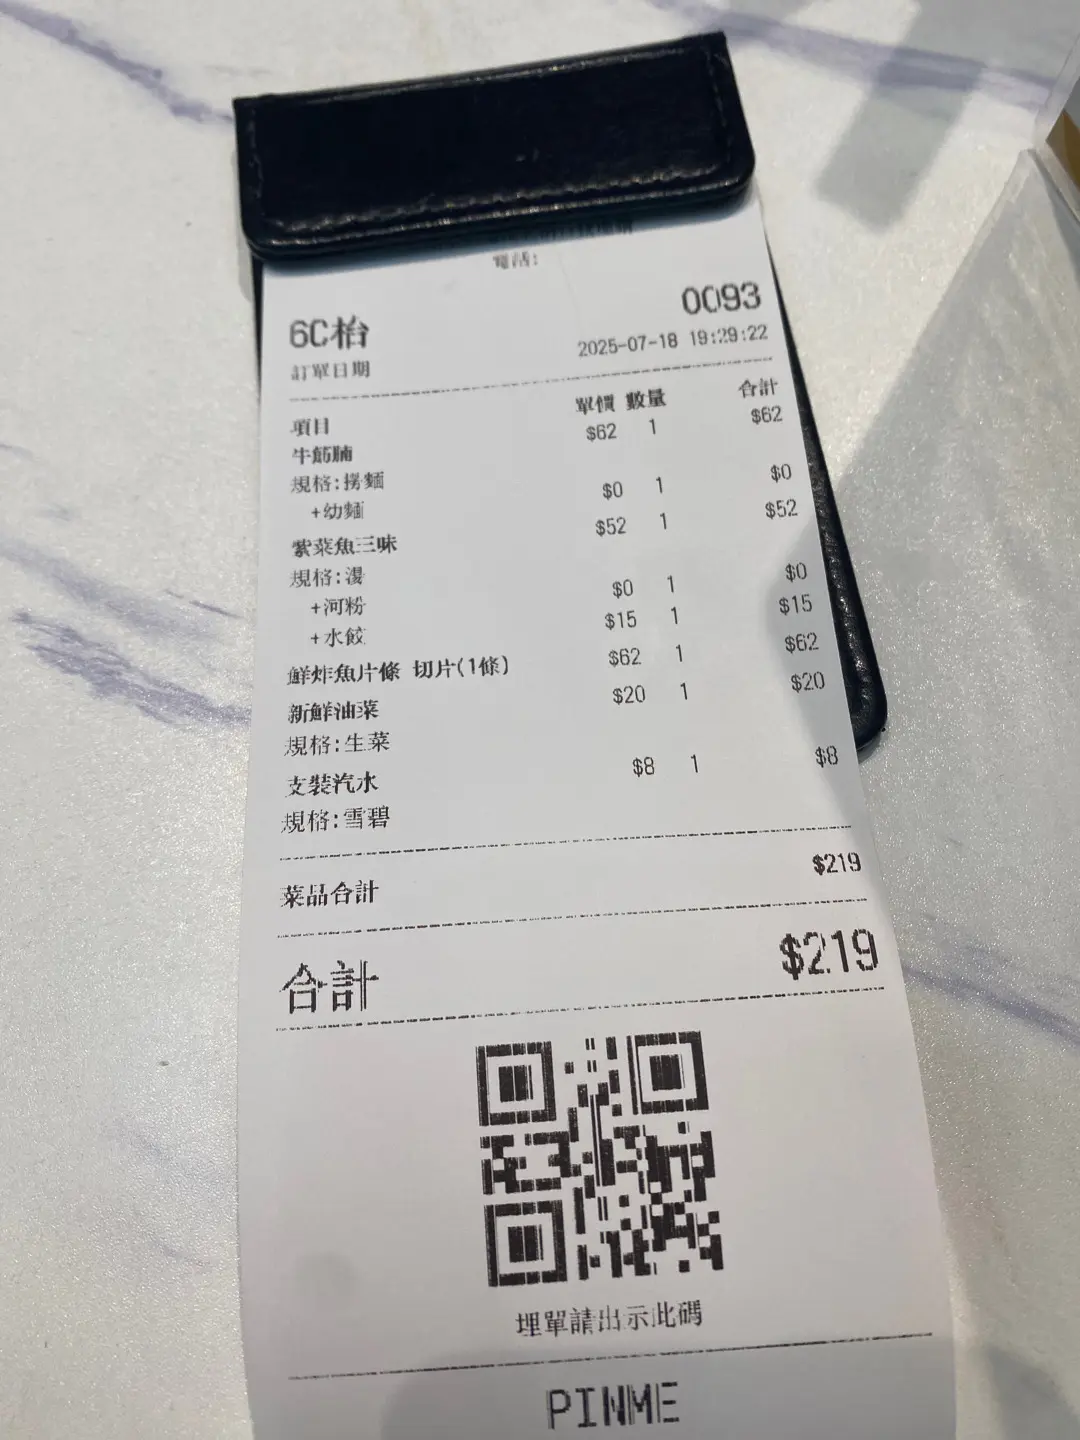 電話:
6C枱
0093
訂單日期 2025-07-18 19:29:22
項目 單價 數量 合計
牛筋腩 $62 1 $62
規格:撈麵
+幼麵 $0 1 $0
紫菜魚三味 $52 1 $52
規格:湯
+河粉 $0 1 $0
+水餃 $15 1 $15
鮮炸魚片條 切片(1條) $62 1 $62
新鮮油菜 $20 1 $20
規格:生菜
支裝汽水 $8 1 $8
規格:雪碧
菜品合計 $219
合計 $219
埋單請出示此碼
PINME